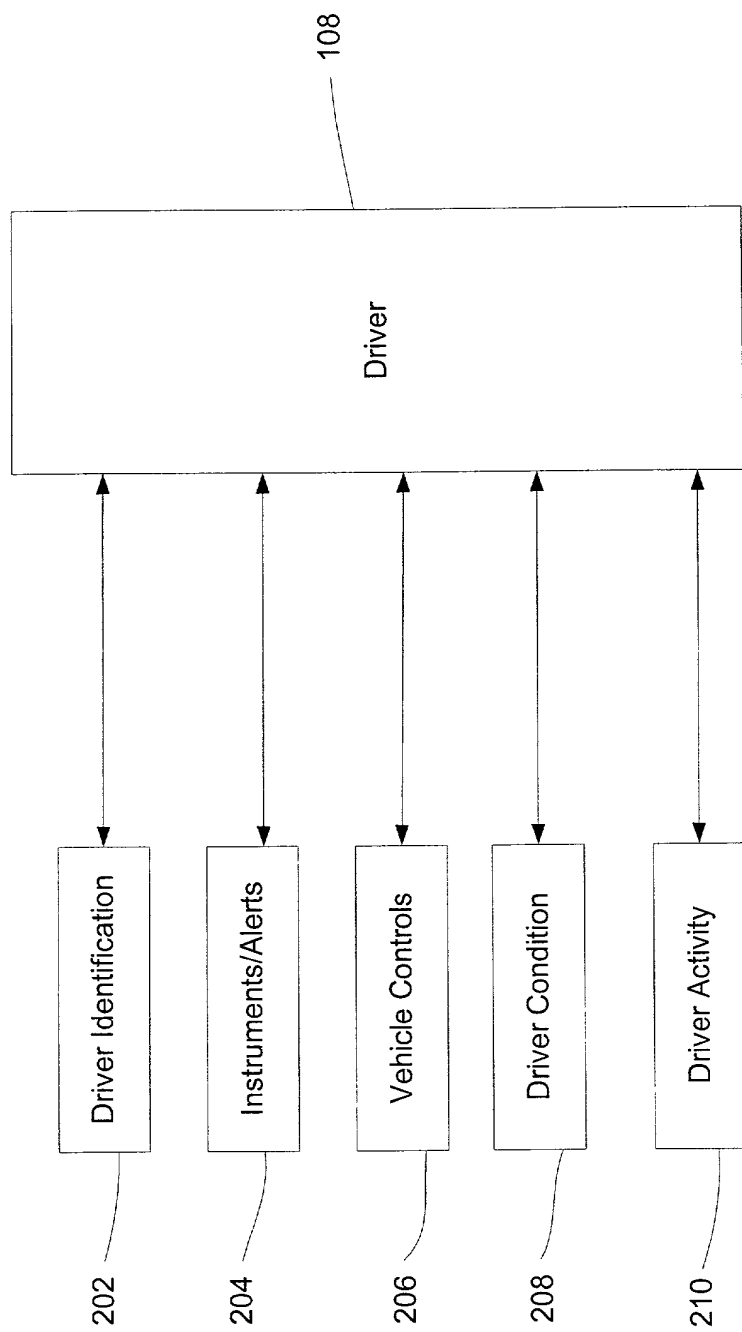 202
Driver Identification
204
Instruments/Alerts
206
Vehicle Controls
208
Driver Condition
210
Driver Activity
Driver
108